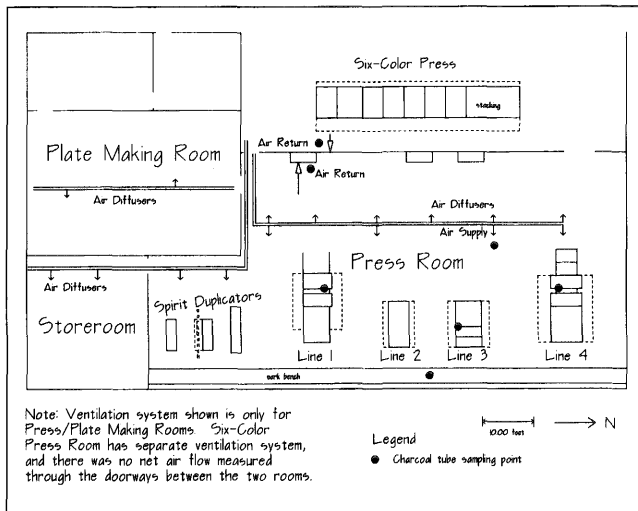 Six-Color Press
stacking
Air Return
Plate Making Room
Air Return
Air Diffusers
Air Diffusers
Air Supply
Press Room
Air Diffusers
Spirit Duplicators
Storeroom
Line 1
Line 2
Line 3
Line 4
work bench
Note: Ventilation system shown is only for
Press/Plate Making Rooms. Six-Color
Press Room has separate ventilation system,
and there was no net air flow measured
through the doorways between the two rooms.
10.00 feet
N
Legend
Charcoal tube sampling point